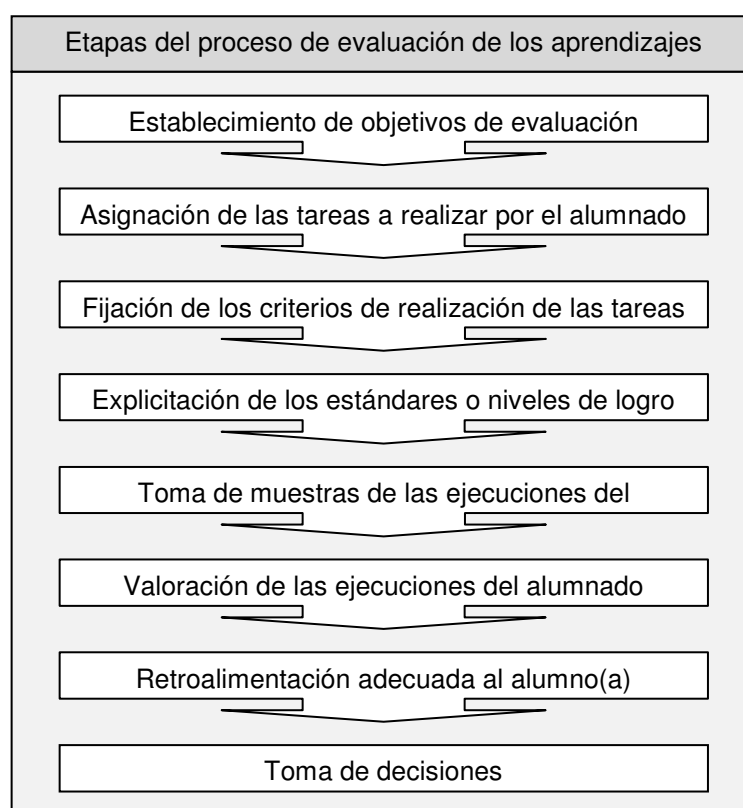 Etapas del proceso de evaluación de los aprendizajes
Establecimiento de objetivos de evaluación
Asignación de las tareas a realizar por el alumnado
Fijación de los criterios de realización de las tareas
Explicitación de los estándares o niveles de logro
Toma de muestras de las ejecuciones del
Valoración de las ejecuciones del alumnado
Retroalimentación adecuada al alumno(a)
Toma de decisiones